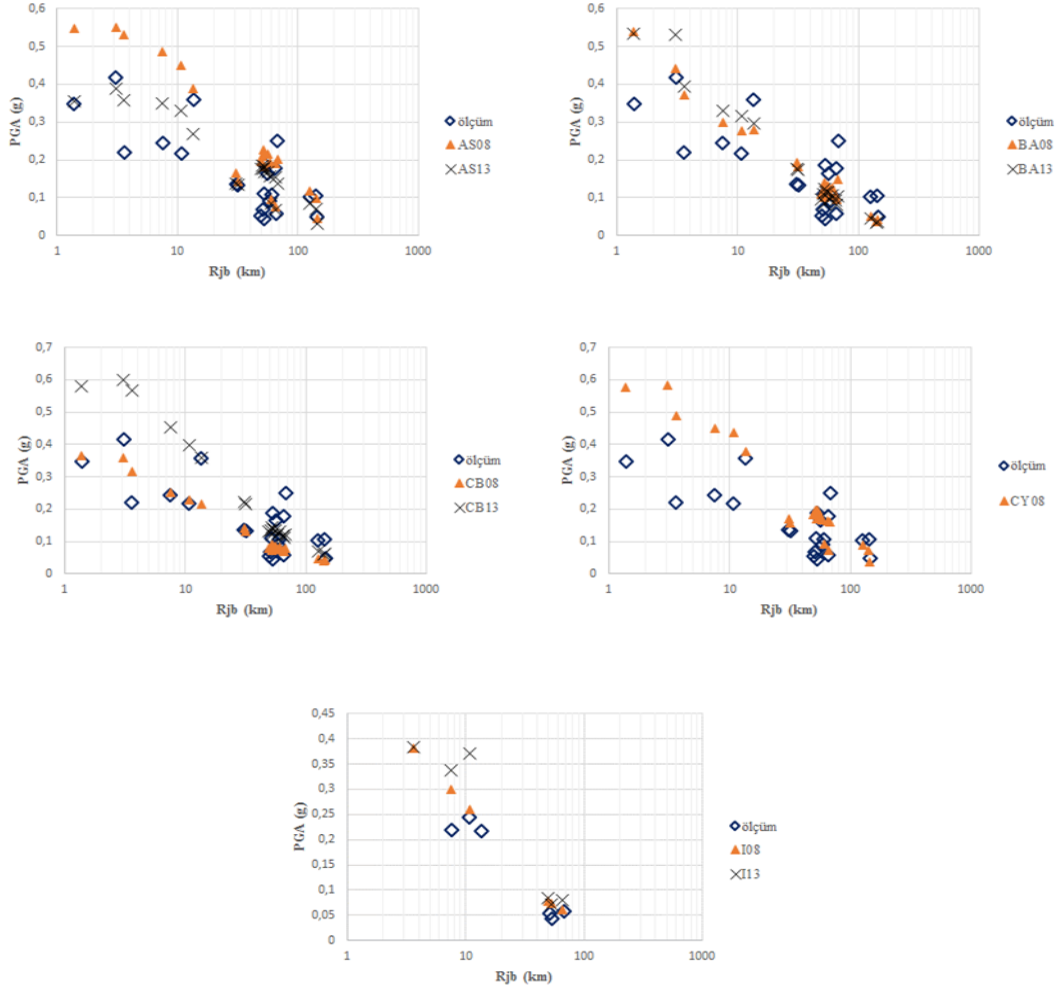 0,6
0,5
0,4
0,3
0,2
0,1
0
PGA (g)
1 10 100 1000
Rjb (km)
ölçüm
AS08
AS13
0,6
0,5
0,4
0,3
0,2
0,1
0
PGA (g)
1 10 100 1000
Rjb (km)
ölçüm
BA08
BA13
0,7
0,6
0,5
0,4
0,3
0,2
0,1
0
PGA (g)
1 10 100 1000
Rjb (km)
ölçüm
CB08
CB13
0,7
0,6
0,5
0,4
0,3
0,2
0,1
0
PGA (g)
1 10 100 1000
Rjb (km)
ölçüm
CY08
0,45
0,4
0,35
0,3
0,25
0,2
0,15
0,1
0,05
0
PGA (g)
1 10 100 1000
Rjb (km)
ölçüm
I08
I13